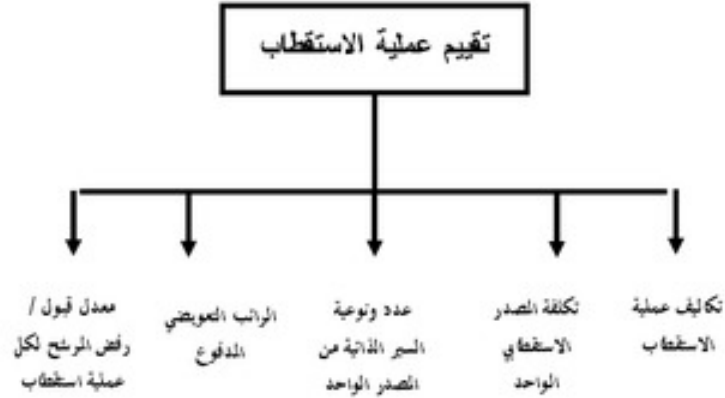 تقييم عملية الاستقطاب
تكاليف عملية
الاستقطاب
تكلفة المصدر
الاستقطابي
الواحد
عدد ونوعية
السير الذاتية من
المصدر الواحد
الراتب التعويضي
المدفوع
معدل قبول /
رفض المرشح لكل
عملية استقطاب